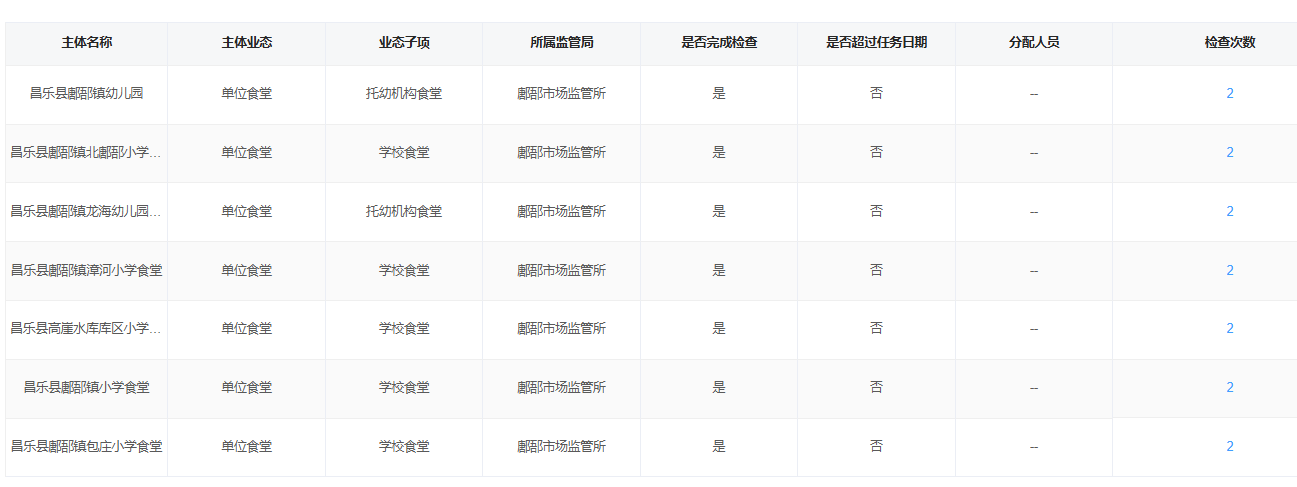 主体名称 主体业态 业态子项 所属监管局 是否完成检查 是否超过任务日期 分配人员 检查次数
昌乐县鄌郚镇幼儿园 单位食堂 托幼机构食堂 鄌郚市场监管所 是 否 -- 2
昌乐县鄌郚镇北鄌郚小学... 单位食堂 学校食堂 鄌郚市场监管所 是 否 -- 2
昌乐县鄌郚镇龙海幼儿园... 单位食堂 托幼机构食堂 鄌郚市场监管所 是 否 -- 2
昌乐县鄌郚镇漳河小学食堂 单位食堂 学校食堂 鄌郚市场监管所 是 否 -- 2
昌乐县高崖水库库区小学... 单位食堂 学校食堂 鄌郚市场监管所 是 否 -- 2
昌乐县鄌郚镇小学食堂 单位食堂 学校食堂 鄌郚市场监管所 是 否 -- 2
昌乐县鄌郚镇包庄小学食堂 单位食堂 学校食堂 鄌郚市场监管所 是 否 -- 2